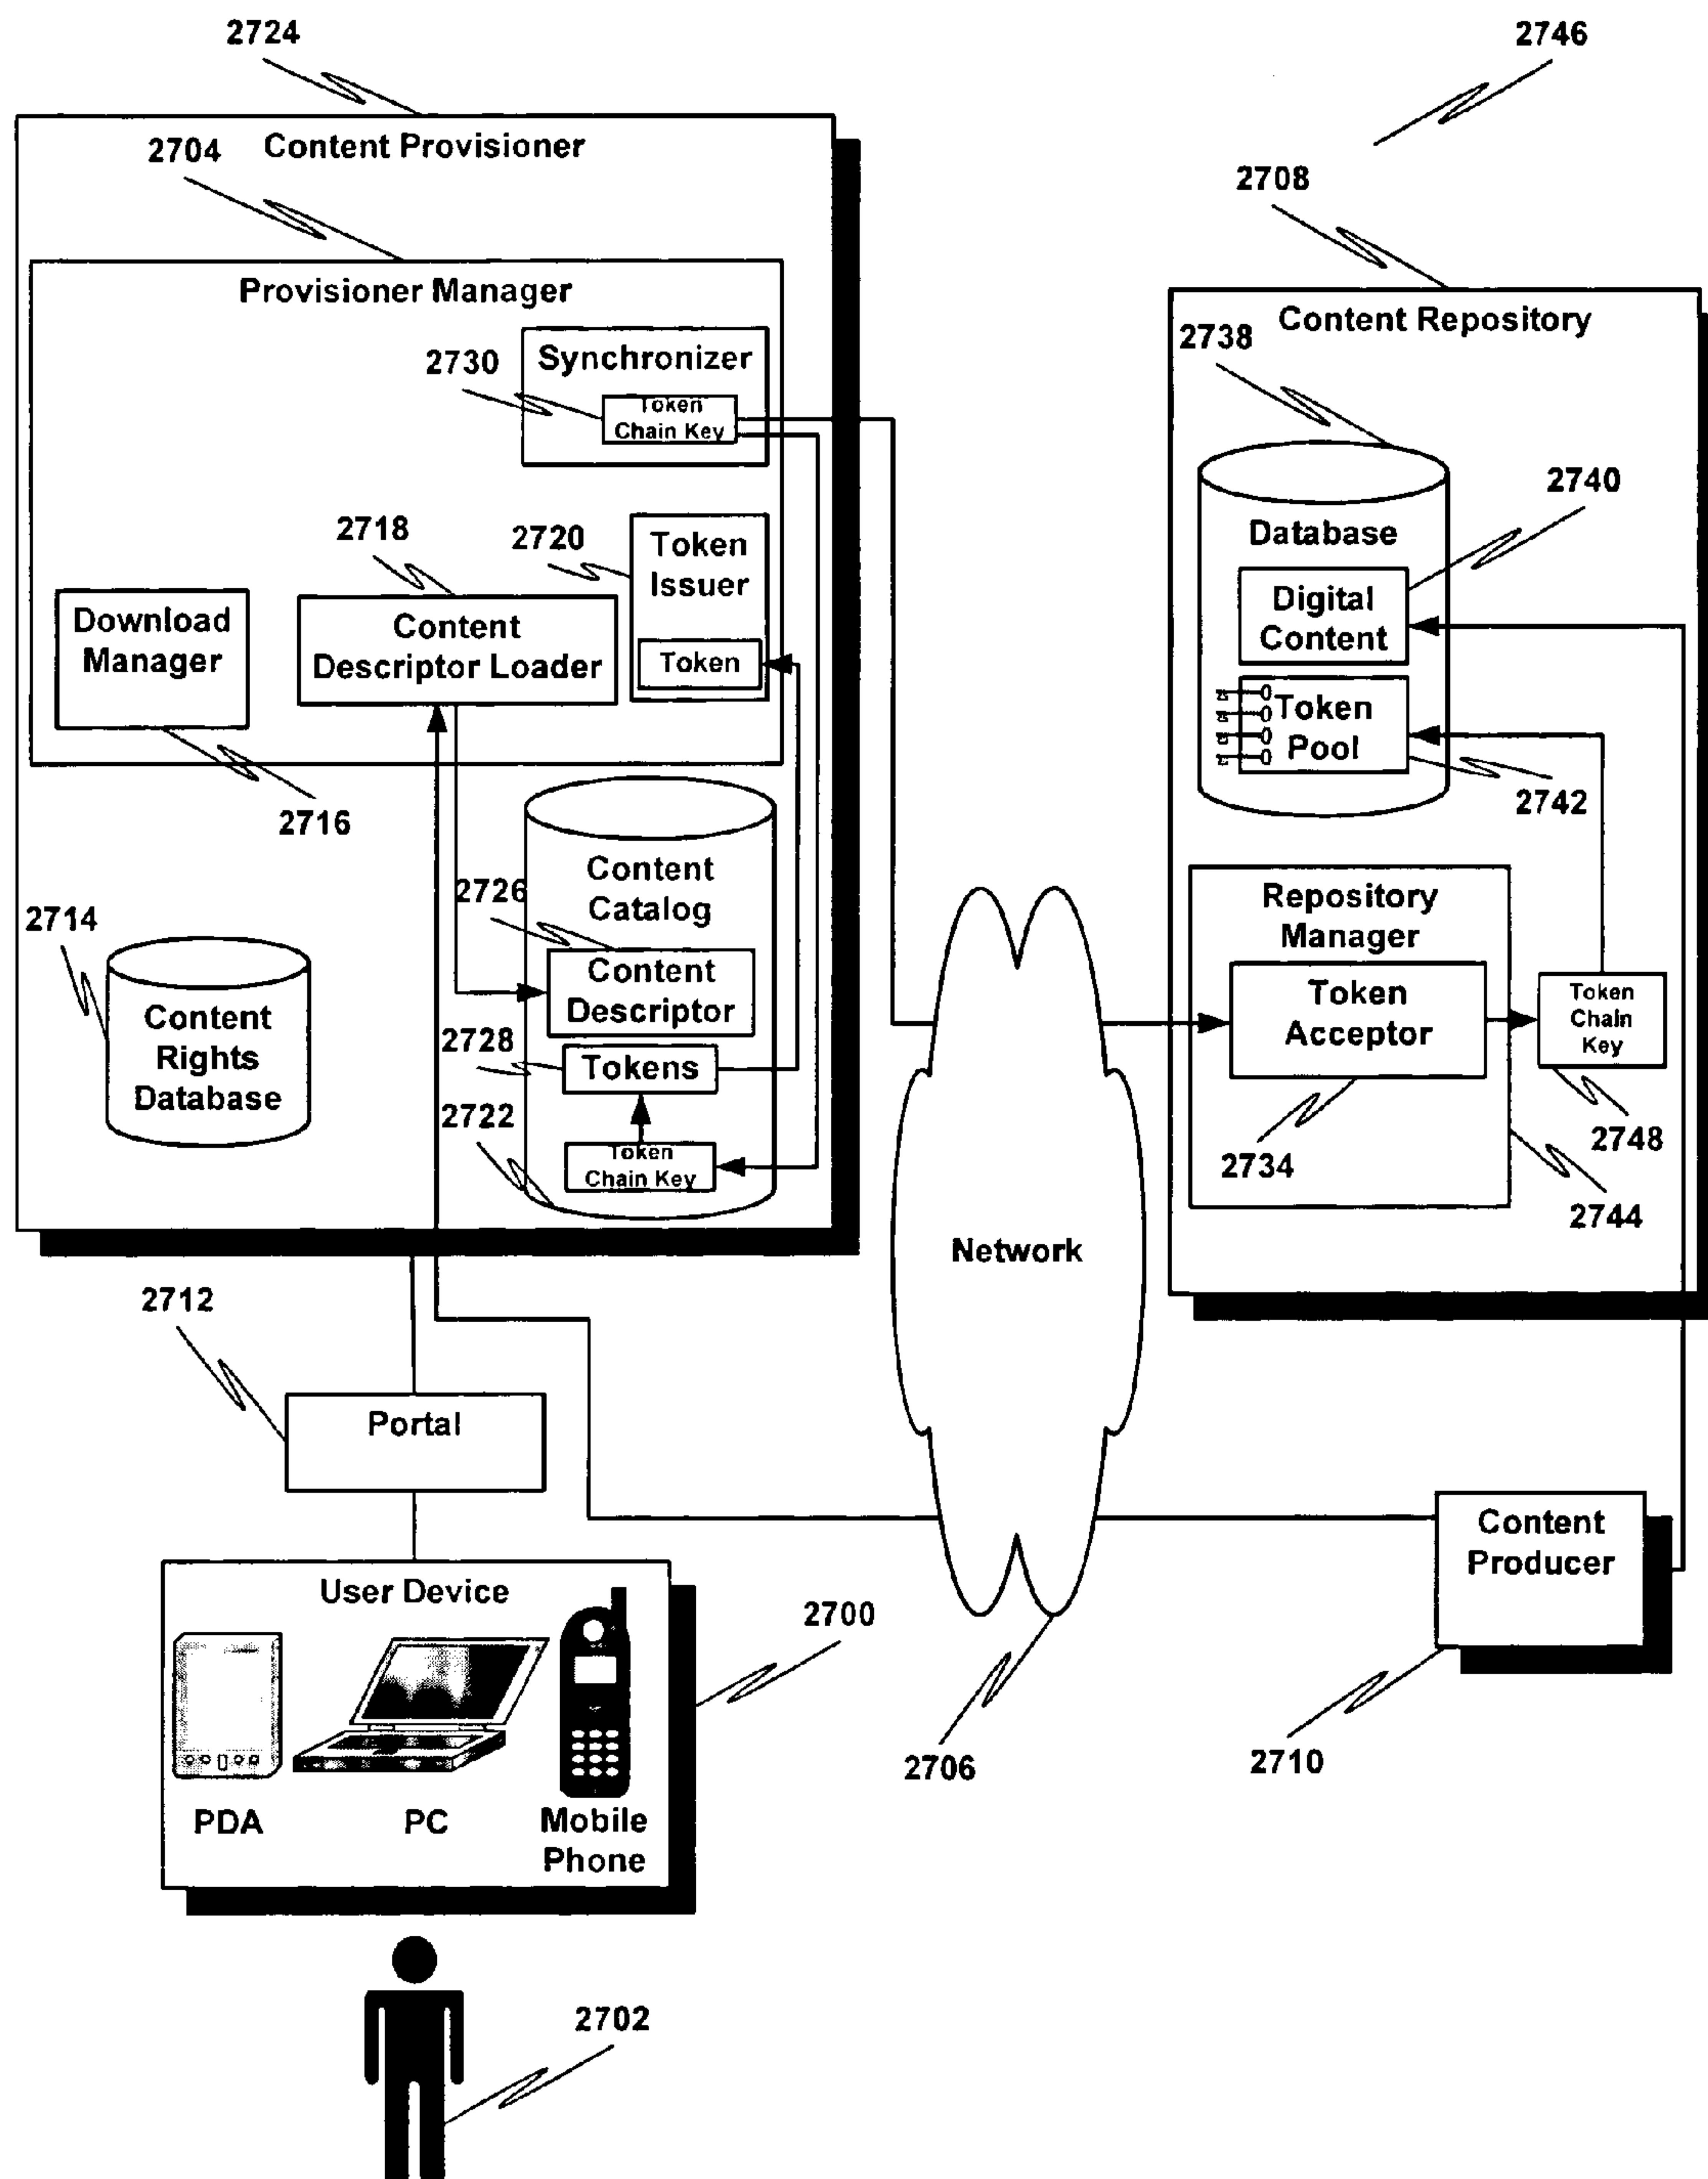 2724
2746
2704
Content Provisioner
2708
Provisioner Manager
Content Repository
2738
2730
Synchronizer
Token
Chain Key
2740
2718
2720
Token
Issuer
Database
Download
Manager
Content
Descriptor Loader
Token
Digital
Content
Token
Pool
2716
2742
Content
Catalog
2726
Repository
Manager
2714
Content
Descriptor
Token
Acceptor
Token
Chain
Key
Content
Rights
Database
2728
Tokens
2722
Token
Chain Key
2734
2748
2744
Network
2712
Portal
Content
Producer
User Device
2700
2706
2710
PDA
PC
Mobile
Phone
2702